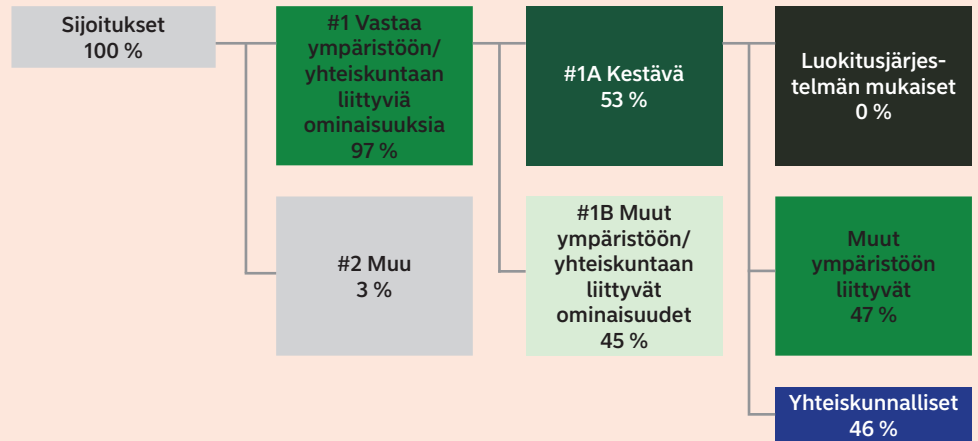 Sijoitukset
100 %
#1 Vastaa
ympäristöön/
yhteiskuntaan
liittyviä
ominaisuuksia
97 %
#2 Muu
3 %
#1A Kestävä
53 %
#1B Muut
ympäristöön/
yhteiskuntaan
liittyvät
ominaisuudet
45 %
Luokitusjärjes-
telmän mukaiset
0 %
Muut
ympäristöön
liittyvät
47 %
Yhteiskunnalliset
46 %